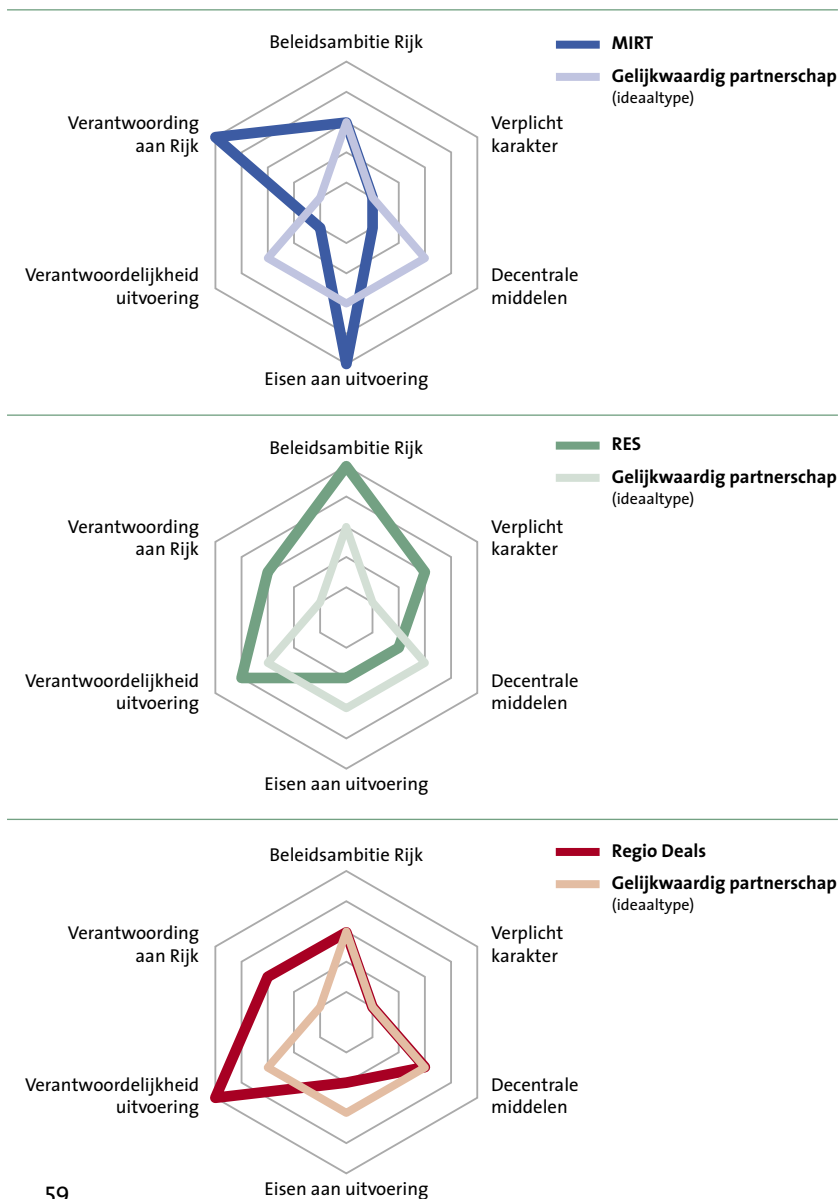 Beleidsambitie Rijk
MIRT
Gelijkwaardig partnerschap
(ideaaltype)
Verantwoording
aan Rijk
Verplicht
karakter
Verantwoordelijkheid
uitvoering
Decentrale
middelen
Eisen aan uitvoering
Beleidsambitie Rijk
RES
Gelijkwaardig partnerschap
(ideaaltype)
Verantwoording
aan Rijk
Verplicht
karakter
Verantwoordelijkheid
uitvoering
Decentrale
middelen
Eisen aan uitvoering
Beleidsambitie Rijk
Regio Deals
Gelijkwaardig partnerschap
(ideaaltype)
Verantwoording
aan Rijk
Verplicht
karakter
Verantwoordelijkheid
uitvoering
Decentrale
middelen
Eisen aan uitvoering
59